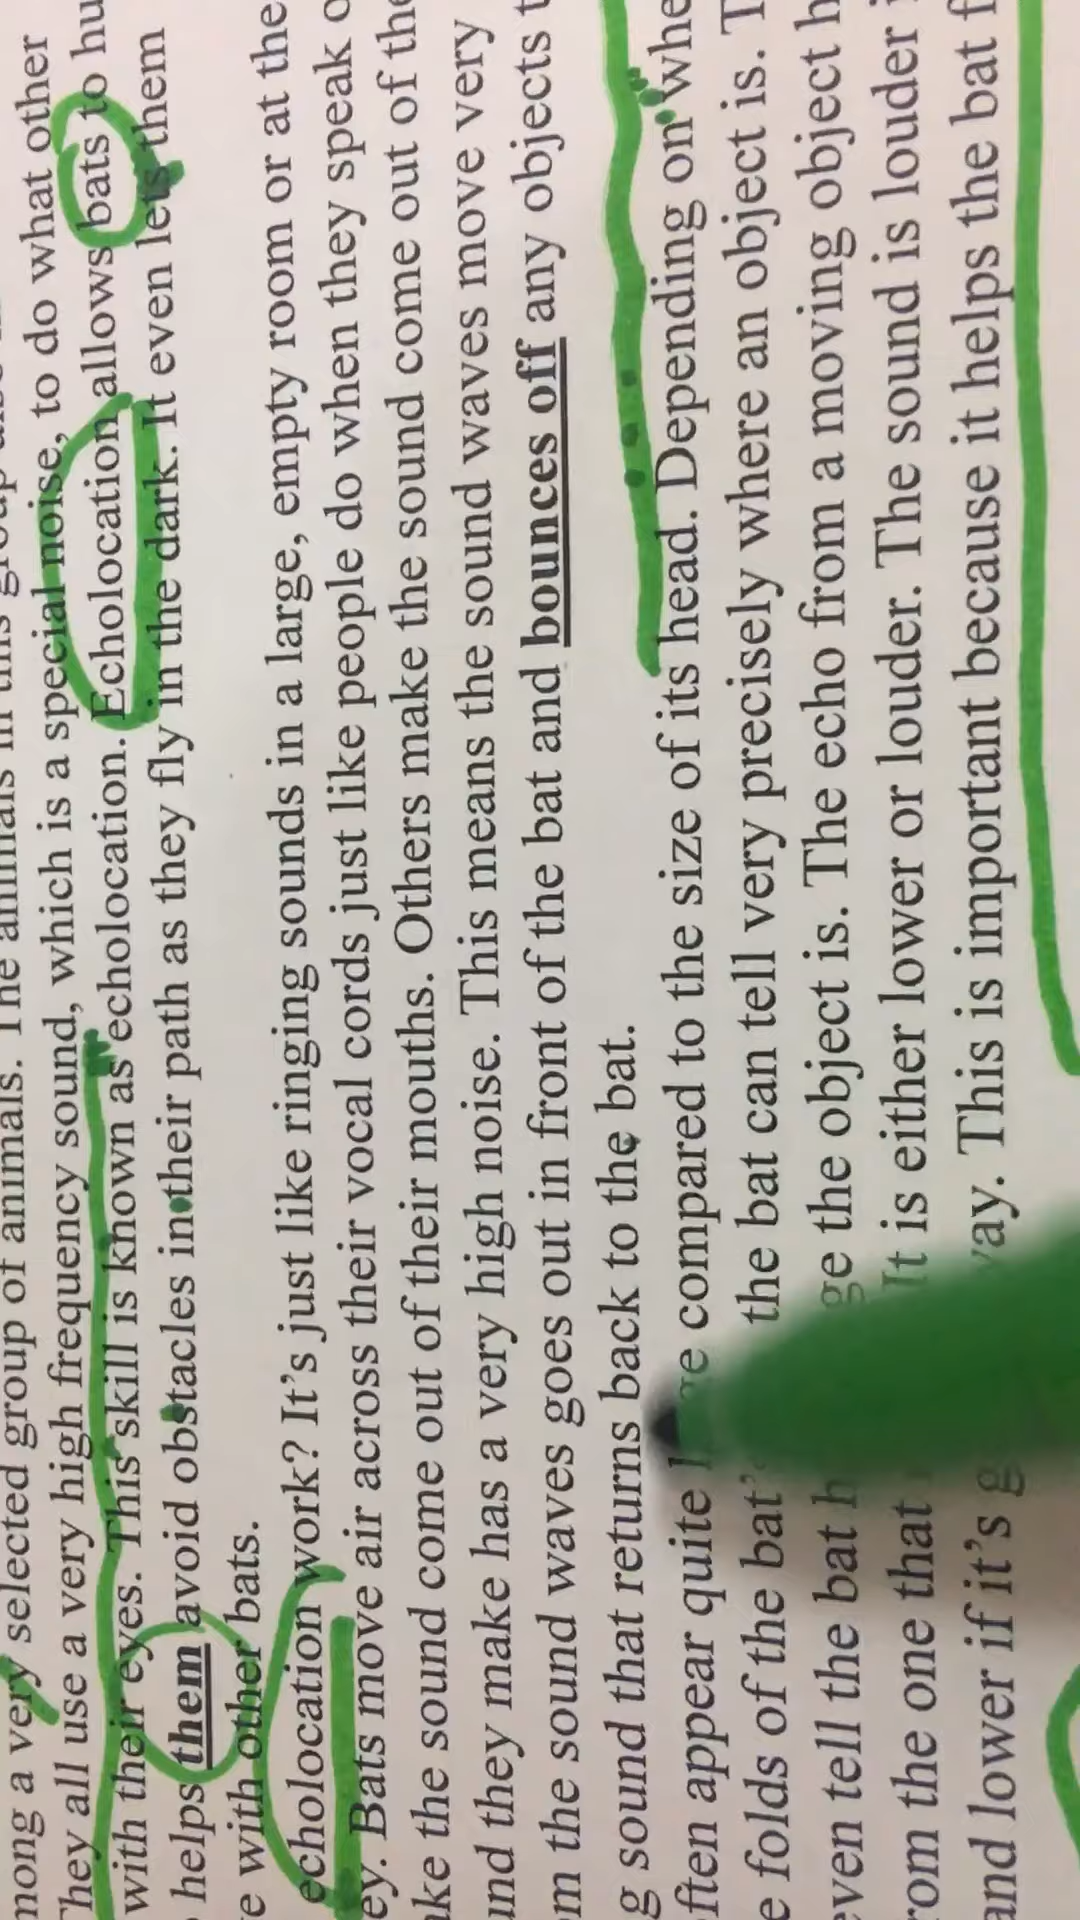 mong a very selected group of animals. The animals in this group
They all use a very high frequency sound, which is a special noise, to do what other
with their eyes. This skill is known as echolocation. Echolocation allows bats to hu
helps them avoid obstacles in their path as they fly in the dark. It even lets them
e with other bats.
echolocation work? It's just like ringing sounds in a large, empty room or at the
ey. Bats move air across their vocal cords just like people do when they speak o
ake the sound come out of their mouths. Others make the sound come out of the
und they make has a very high noise. This means the sound waves move very
m the sound waves goes out in front of the bat and bounces off any objects t
g sound that returns back to the bat.
ften appear quite compared to the size of its head. Depending on whe
e folds of the bat' the bat can tell very precisely where an object is. T
even tell the bat h ge the object is. The echo from a moving object h
rom the one that It is either lower or louder. The sound is louder i
and lower if it's g way. This is important because it helps the bat f